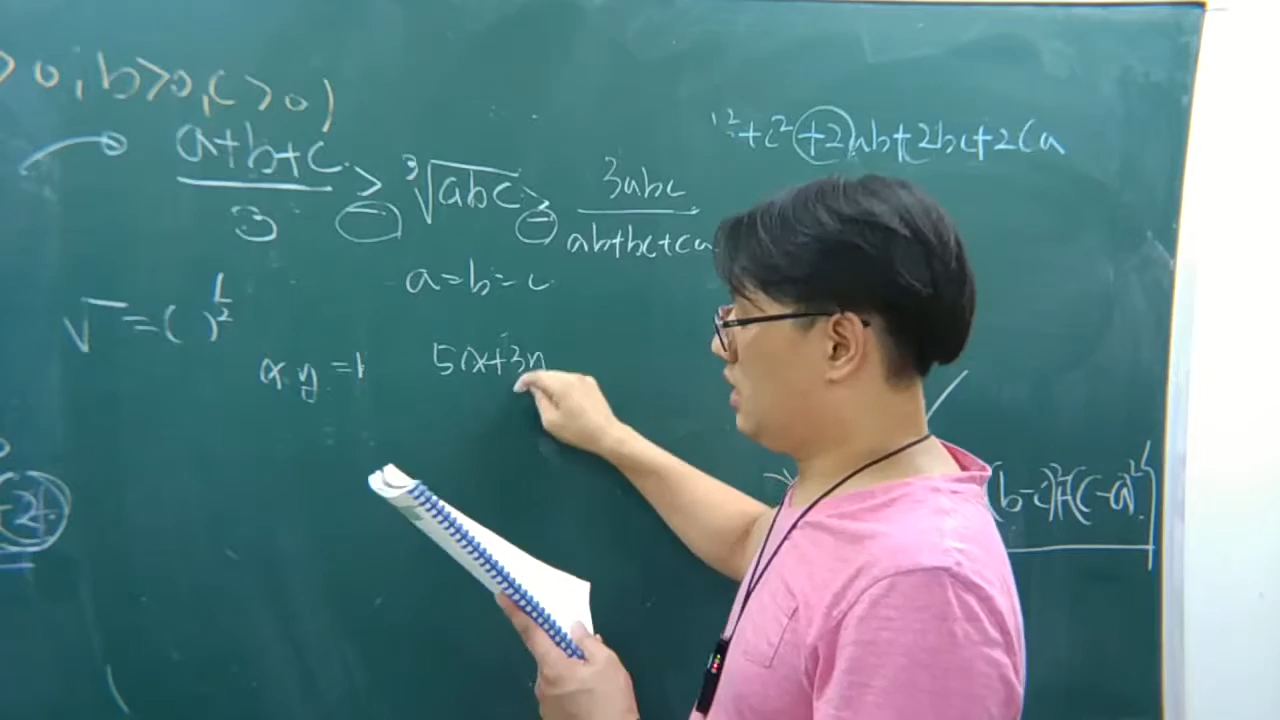 >0, b>0, c>0)
a+b+c/3 ≥ ∛abc ≥ 3abc/ab+bc+ca
a=b=c
√ =( )^1/2
xy=1
5x+3y
²+c²+2ab+2bc+2ca
(b-c)²+(c-a)²